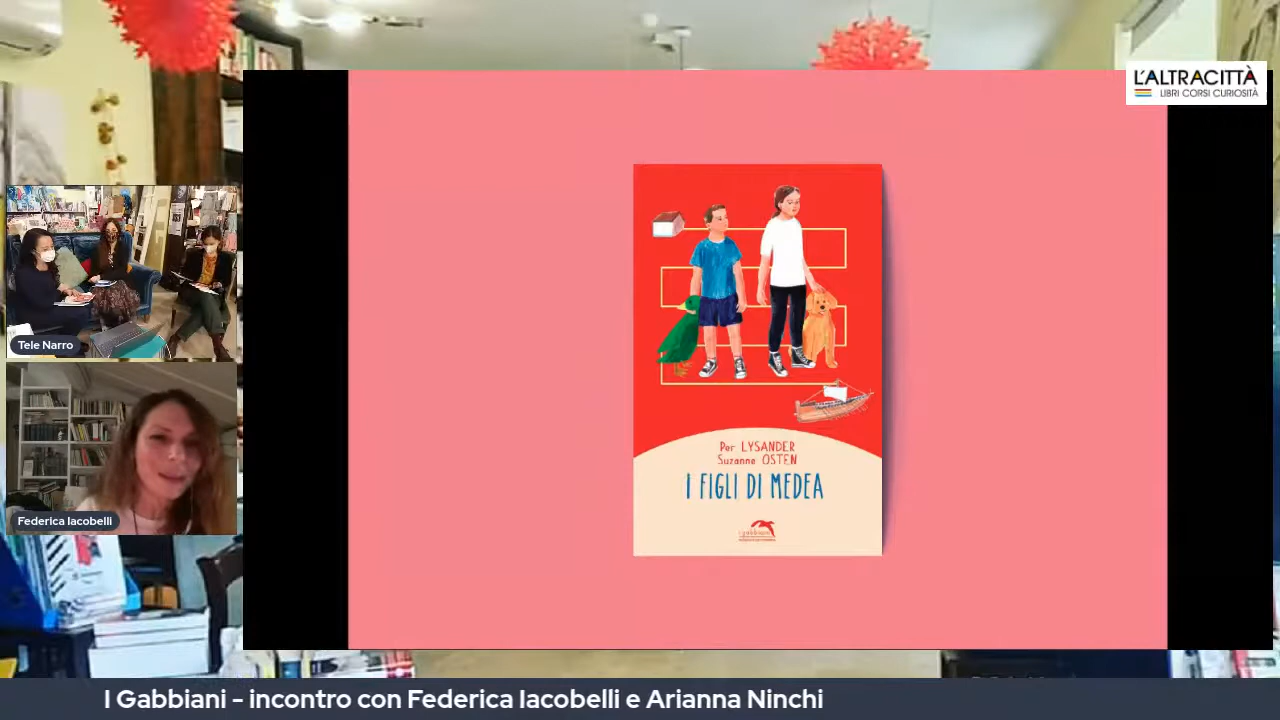 L'ALTRACITTÀ
LIBRI CORSI CURIOSITÀ
Tele Narro
Federica Iacobelli
Per LYSANDER
Suzanne OSTEN
I FIGLI DI MEDEA
I Gabbiani - incontro con Federica Iacobelli e Arianna Ninchi